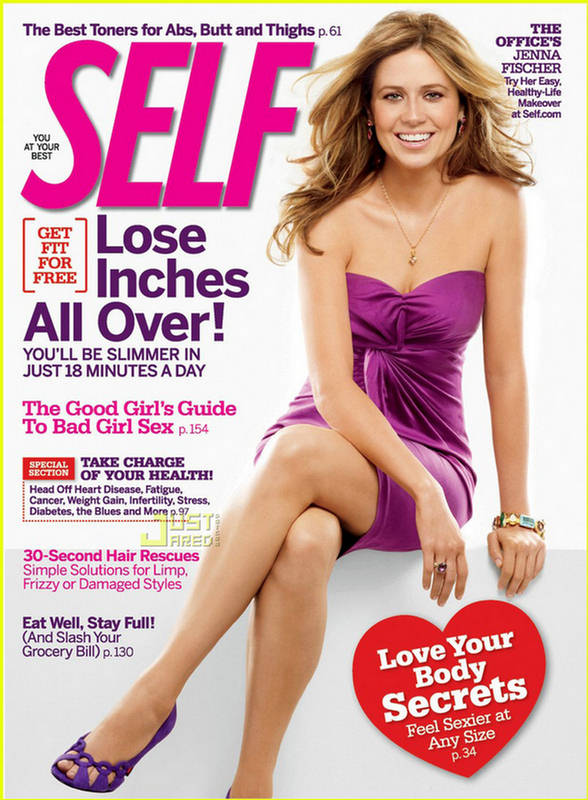 The Best Toners for Abs, Butt and Thighs p.61
SELF
YOU
AT YOUR
BEST
THE
OFFICE'S
JENNA
FISCHER
Try Her Easy,
Healthy-Life
Makeover
at Self.com
GET
FIT
FOR
FREE
Lose
Inches
All Over!
YOU'LL BE SLIMMER IN
JUST 18 MINUTES A DAY
The Good Girl's Guide
To Bad Girl Sex p.154
SPECIAL
SECTION
TAKE CHARGE
OF YOUR HEALTH!
Head Off Heart Disease, Fatigue,
Cancer, Weight Gain, Infertility, Stress,
Diabetes, the Blues and More p.97
JUST
JARED
30-Second Hair Rescues
Simple Solutions for Limp,
Frizzy or Damaged Styles
Eat Well, Stay Full!
(And Slash Your
Grocery Bill) p.130
Love Your
Body
Secrets
Feel Sexier at
Any Size
p.34